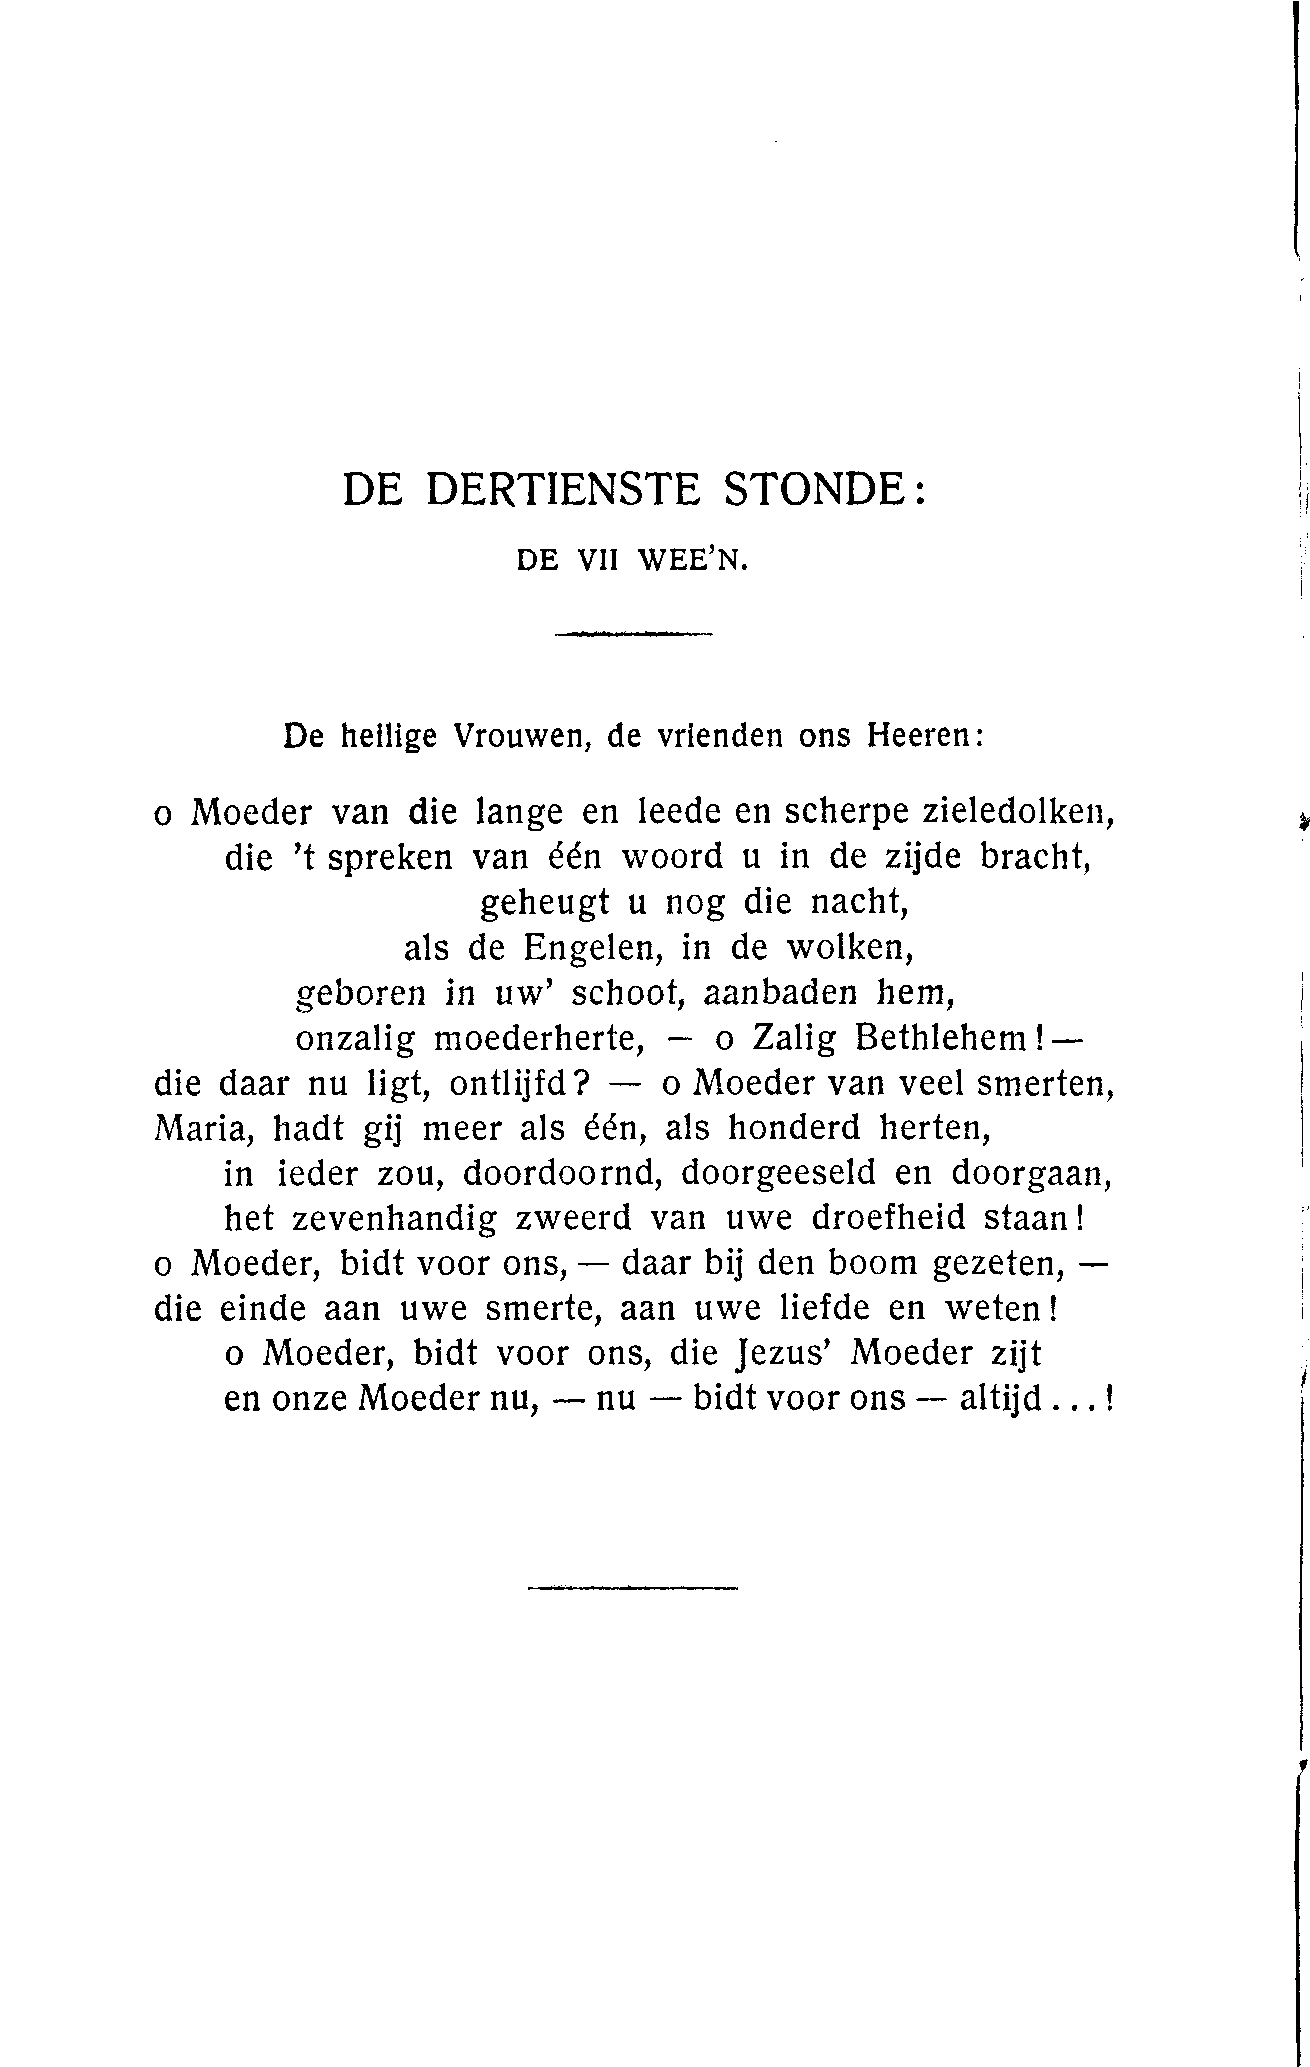 DE DERTIENSTE STONDE:
DE VII WEE'N.
De heilige Vrouwen, de vrienden ons Heeren:
o Moeder van die lange en leede en scherpe zieledolken,
die 't spreken van één woord u in de zijde bracht,
geheugt u nog die nacht,
als de Engelen, in de wolken,
geboren in uw' schoot, aanbaden hem,
onzalig moederherte, — o Zalig Bethlehem! —
die daar nu ligt, ontlijfd? — o Moeder van veel smerten,
Maria, hadt gij meer als één, als honderd herten,
in ieder zou, doordoornd, doorgeeseld en doorgaan,
het zevenhandig zweerd van uwe droefheid staan!
o Moeder, bidt voor ons, — daar bij den boom gezeten, —
die einde aan uwe smerte, aan uwe liefde en weten!
o Moeder, bidt voor ons, die Jezus' Moeder zijt
en onze Moeder nu, — nu — bidt voor ons — altijd...!